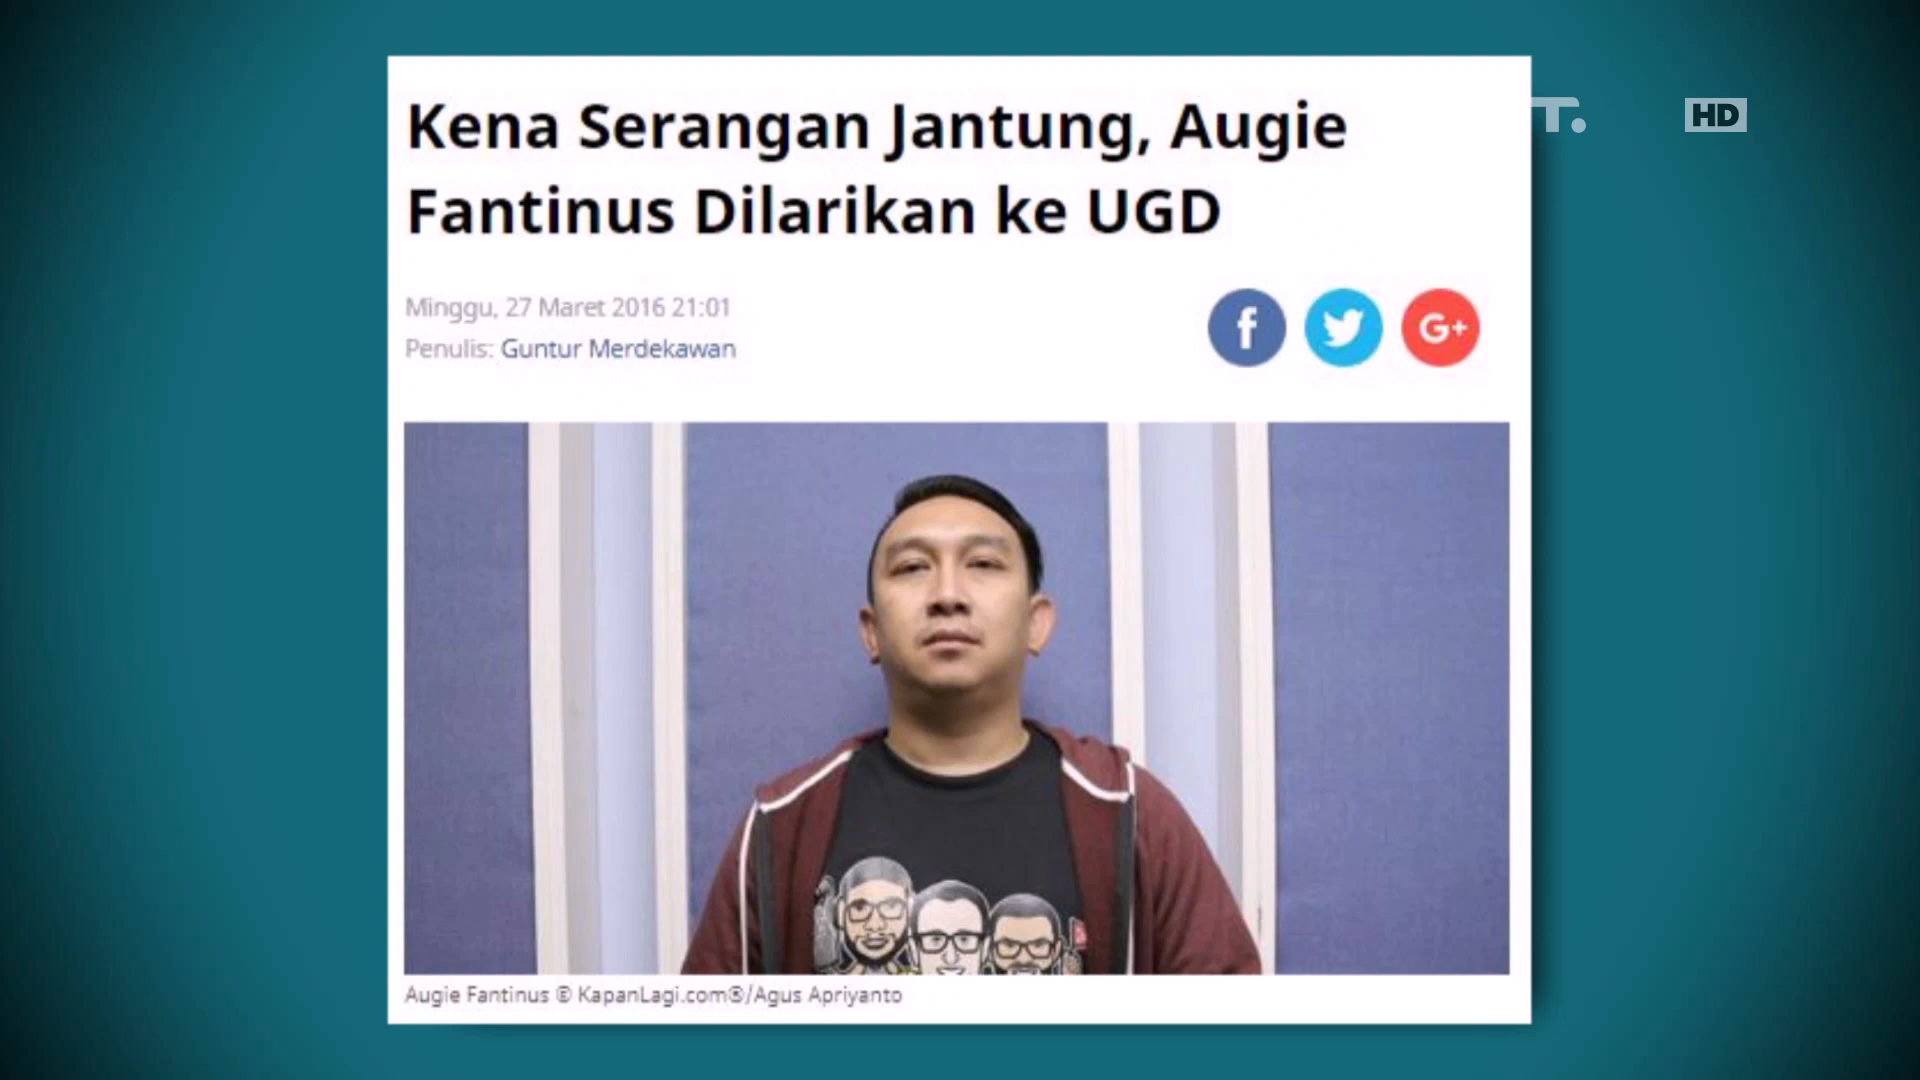 Kena Serangan Jantung, Augie
Fantinus Dilarikan ke UGD
T.
HD
Minggu, 27 Maret 2016 21:01
Penulis: Guntur Merdekawan
f
G+
Augie Fantinus © KapanLagi.com®/Agus Apriyanto